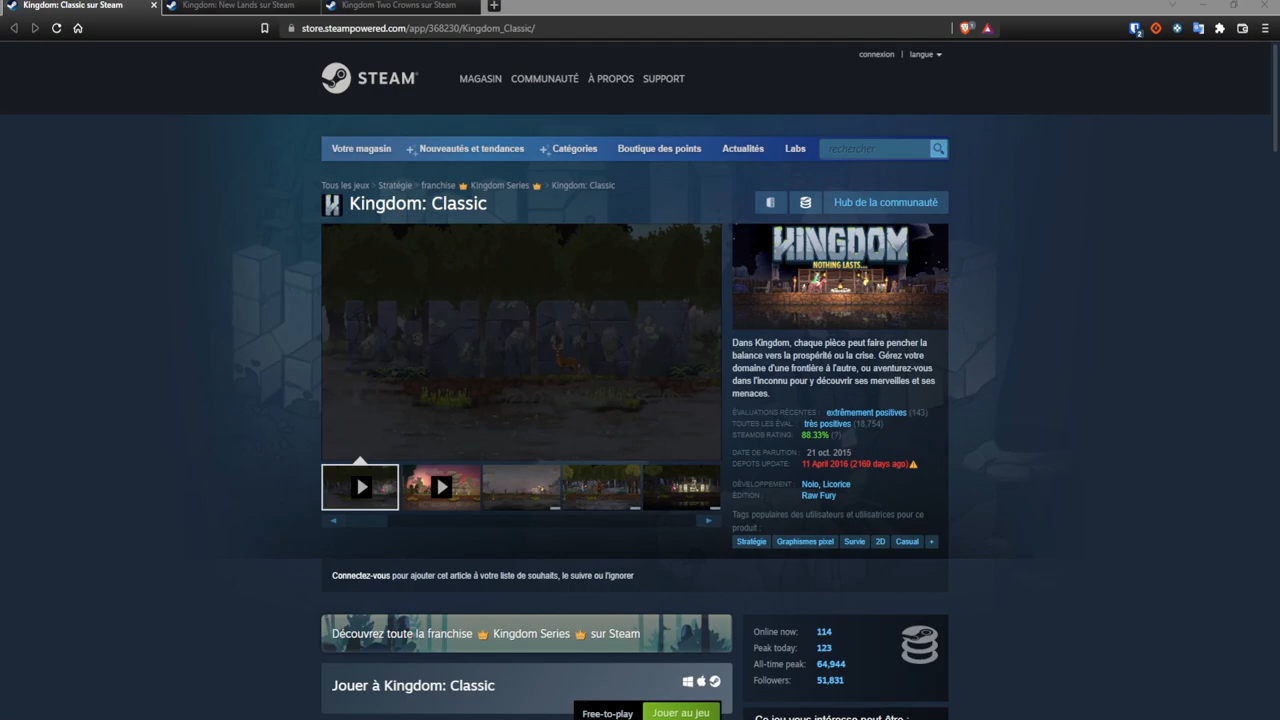 Kingdom: Classic sur Steam
Kingdom: New Lands sur Steam
Kingdom Two Crowns sur Steam
store.steampowered.com/app/368230/Kingdom_Classic/
connexion | langue
STEAM
MAGASIN COMMUNAUTÉ À PROPOS SUPPORT
Votre magasin Nouveautés et tendances Catégories Boutique des points Actualités Labs rechercher
Tous les jeux > Stratégie > franchise Kingdom Series > Kingdom: Classic
Kingdom: Classic
Hub de la communauté
KINGDOM
KINGDOM
NOTHING LASTS...
Dans Kingdom, chaque pièce peut faire pencher la
balance vers la prospérité ou la crise. Gérez votre
domaine d'une frontière à l'autre, ou aventurez-vous
dans l'inconnu pour y découvrir ses merveilles et ses
menaces.
ÉVALUATIONS RÉCENTES : extrêmement positives (143)
TOUTES LES ÉVAL. très positives (18,754)
STEAMDB RATING: 88.33% (?)
DATE DE PARUTION: 21 oct. 2015
DEPOTS UPDATE: 11 April 2016 (2169 days ago)
DÉVELOPPEMENT : Noio, Licorice
ÉDITION : Raw Fury
Tags populaires des utilisateurs et utilisatrices pour ce
produit :
Stratégie Graphismes pixel Survie 2D Casual +
Connectez-vous pour ajouter cet article à votre liste de souhaits, le suivre ou l'ignorer
Découvrez toute la franchise Kingdom Series sur Steam
Jouer à Kingdom: Classic
Free-to-play Jouer au jeu
Online now: 114
Peak today: 123
All-time peak: 64,944
Followers: 51,831
Ce jeu vous intéresse peut-être :